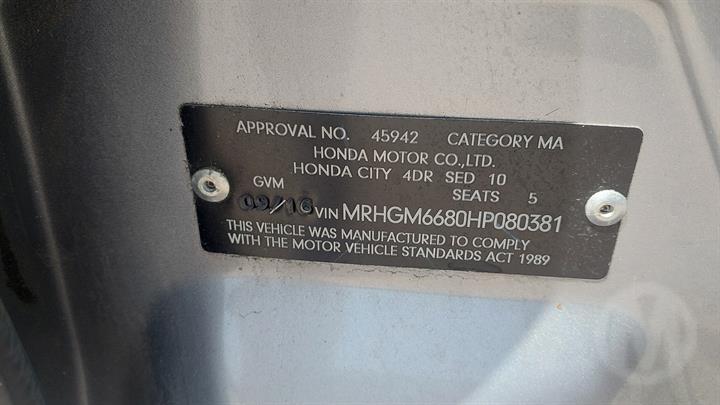 APPROVAL NO. 45942 CATEGORY MA
HONDA MOTOR CO.,LTD.
HONDA CITY 4DR SED 10
GVM SEATS 5
09/16 VIN MRHGM6680HP080381
THIS VEHICLE WAS MANUFACTURED TO COMPLY
WITH THE MOTOR VEHICLE STANDARDS ACT 1989